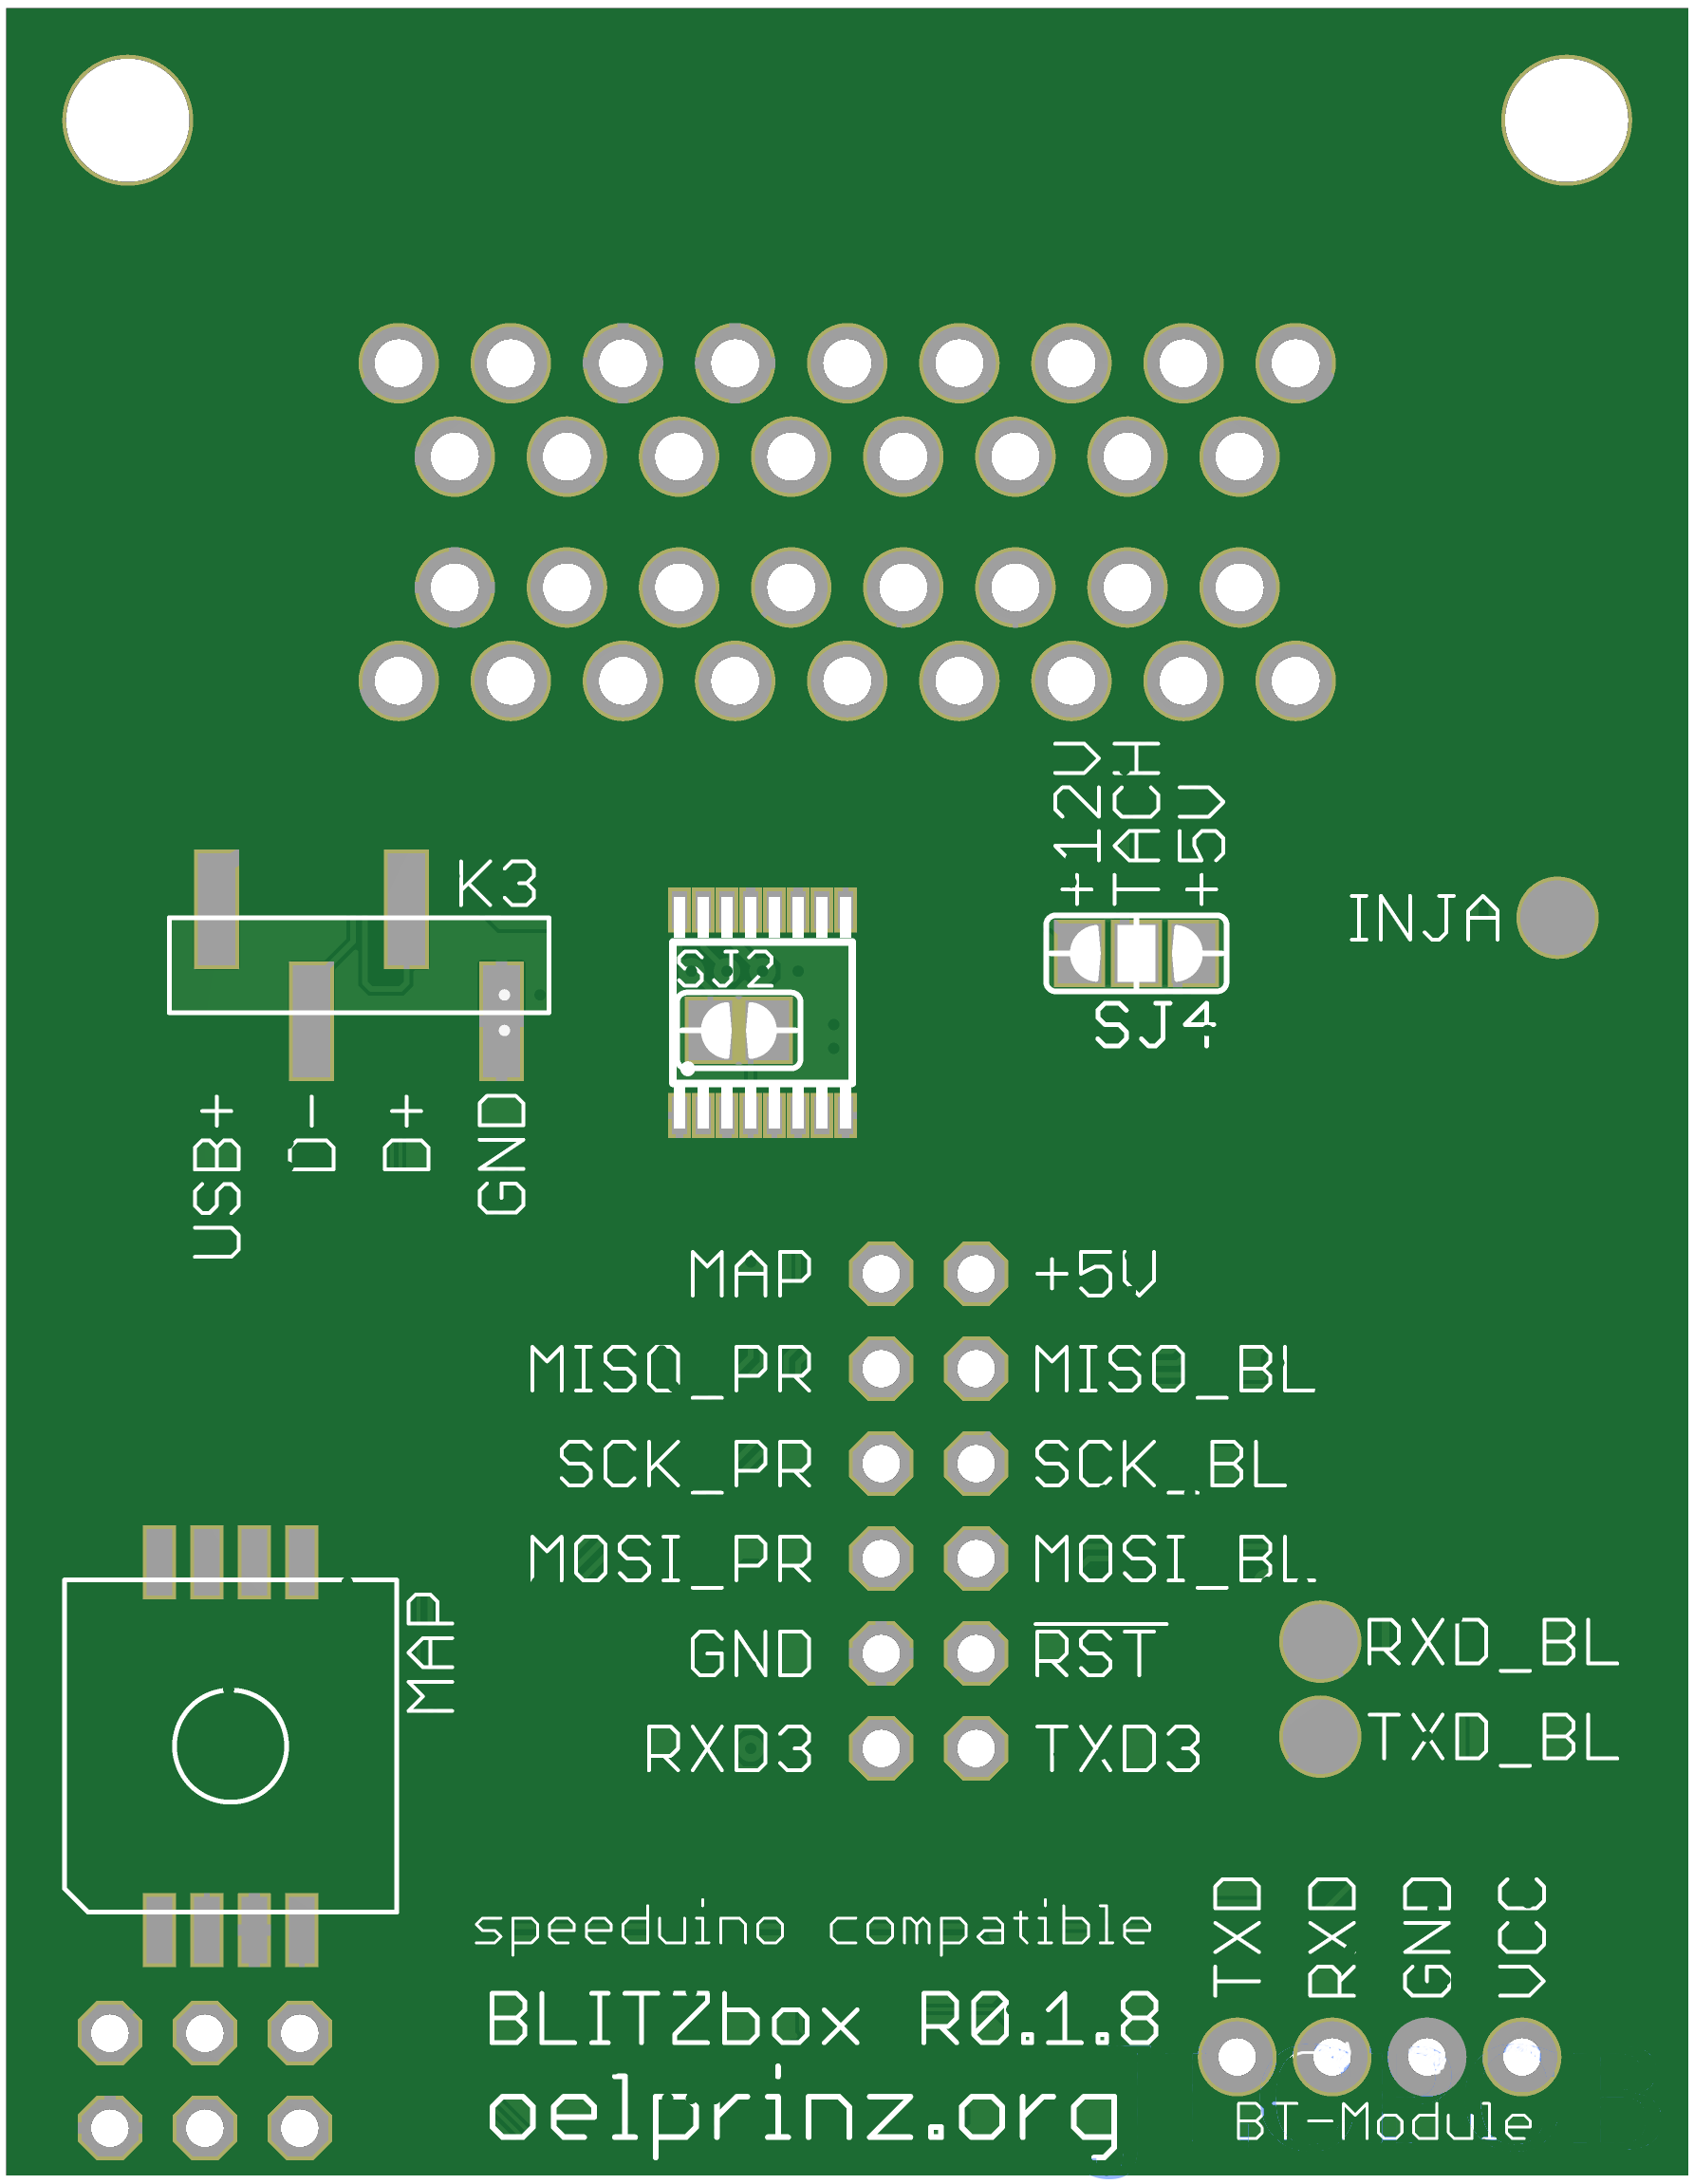 +12V
TACH
+5V
K3
INJA
SJ2
SJ4
USB+
D-
D+
GND
MAP +5V
MISO_PR MISO_BL
SCK_PR SCK_BL
MOSI_PR MOSI_BL
GND RST
RXD3 TXD3
RXD_BL
TXD_BL
MAP
speeduino compatible
BLITZbox R0.1.8
oelprinz.org
TXD
RXD
GND
VCC
BT-Module